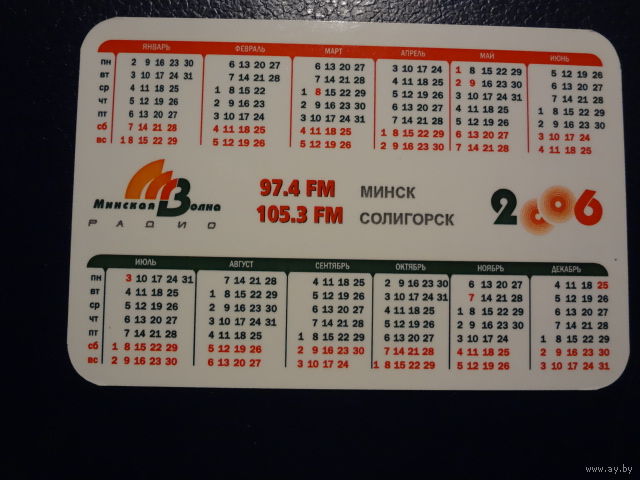 ЯНВАРЬ ФЕВРАЛЬ МАРТ АПРЕЛЬ МАЙ ИЮНЬ
пн 2 9 16 23 30 6 13 20 27 6 13 20 27 3 10 17 24 1 8 15 22 29 5 12 19 26
вт 3 10 17 24 31 7 14 21 28 7 14 21 28 4 11 18 25 2 9 16 23 30 6 13 20 27
ср 4 11 18 25 1 8 15 22 1 8 15 22 29 5 12 19 26 3 10 17 24 31 7 14 21 28
чт 5 12 19 26 2 9 16 23 2 9 16 23 30 6 13 20 27 4 11 18 25 1 8 15 22 29
пт 6 13 20 27 3 10 17 24 3 10 17 24 31 7 14 21 28 5 12 19 26 2 9 16 23 30
сб 7 14 21 28 4 11 18 25 4 11 18 25 1 8 15 22 29 6 13 20 27 3 10 17 24
вс 1 8 15 22 29 5 12 19 26 5 12 19 26 2 9 16 23 30 7 14 21 28 4 11 18 25
Минская Волна
РАДИО
97.4 FM МИНСК
105.3 FM СОЛИГОРСК
2006
ИЮЛЬ АВГУСТ СЕНТЯБРЬ ОКТЯБРЬ НОЯБРЬ ДЕКАБРЬ
пн 3 10 17 24 31 7 14 21 28 4 11 18 25 2 9 16 23 30 6 13 20 27 4 11 18 25
вт 4 11 18 25 1 8 15 22 29 5 12 19 26 3 10 17 24 31 7 14 21 28 5 12 19 26
ср 5 12 19 26 2 9 16 23 30 6 13 20 27 4 11 18 25 1 8 15 22 29 6 13 20 27
чт 6 13 20 27 3 10 17 24 31 7 14 21 28 5 12 19 26 2 9 16 23 30 7 14 21 28
пт 7 14 21 28 4 11 18 25 1 8 15 22 29 6 13 20 27 3 10 17 24 1 8 15 22 29
сб 1 8 15 22 29 5 12 19 26 2 9 16 23 30 7 14 21 28 4 11 18 25 2 9 16 23 30
вс 2 9 16 23 30 6 13 20 27 3 10 17 24 1 8 15 22 29 5 12 19 26 3 10 17 24 31
www.ay.by